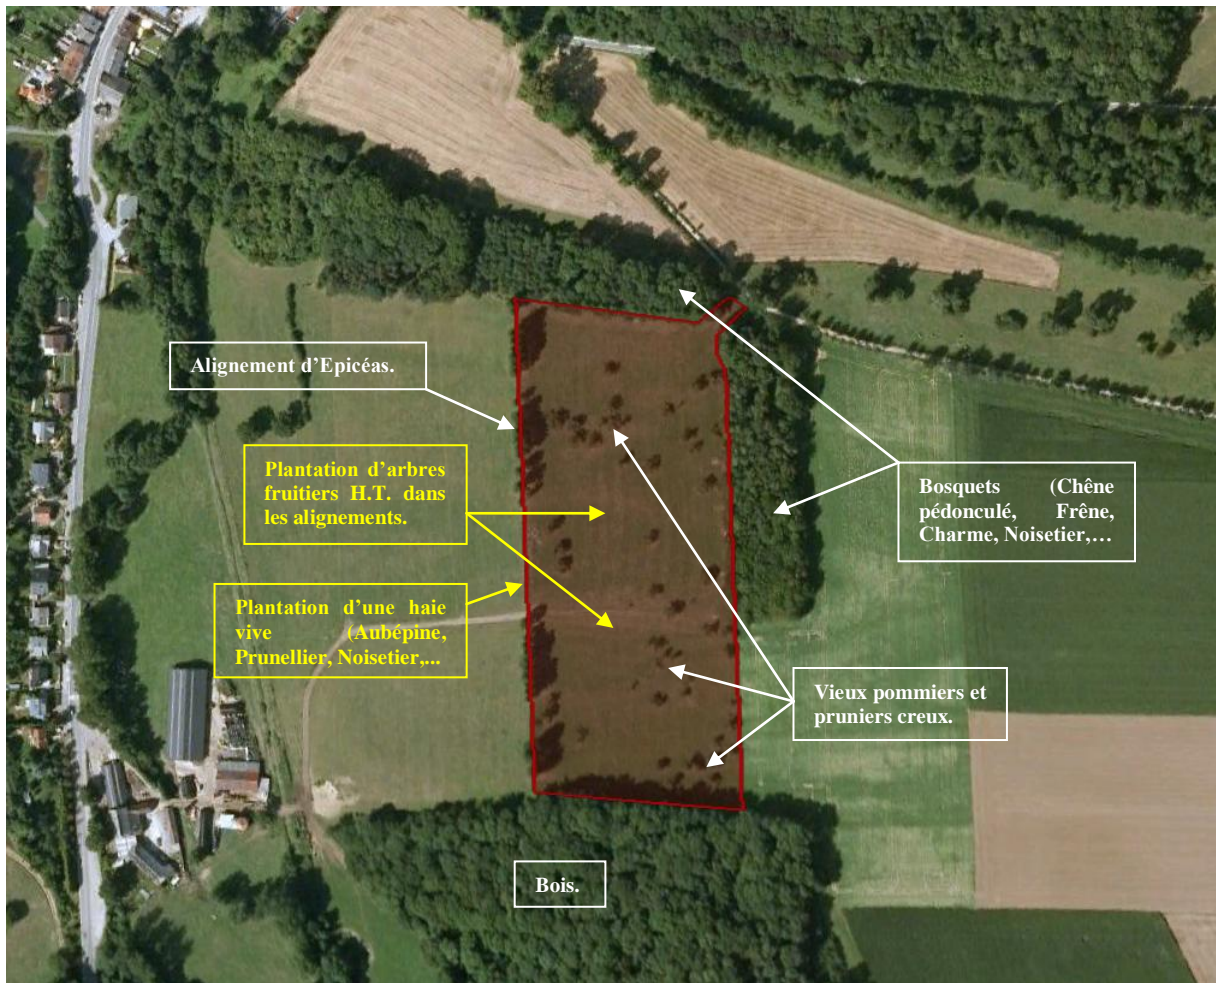 Alignement d’Epicéas.
Plantation d’arbres
fruitiers H.T. dans
les alignements.
Bosquets (Chêne
pédonculé, Frêne,
Charme, Noisetier,…
Plantation d’une haie
vive (Aubépine,
Prunellier, Noisetier,...
Vieux pommiers et
pruniers creux.
Bois.